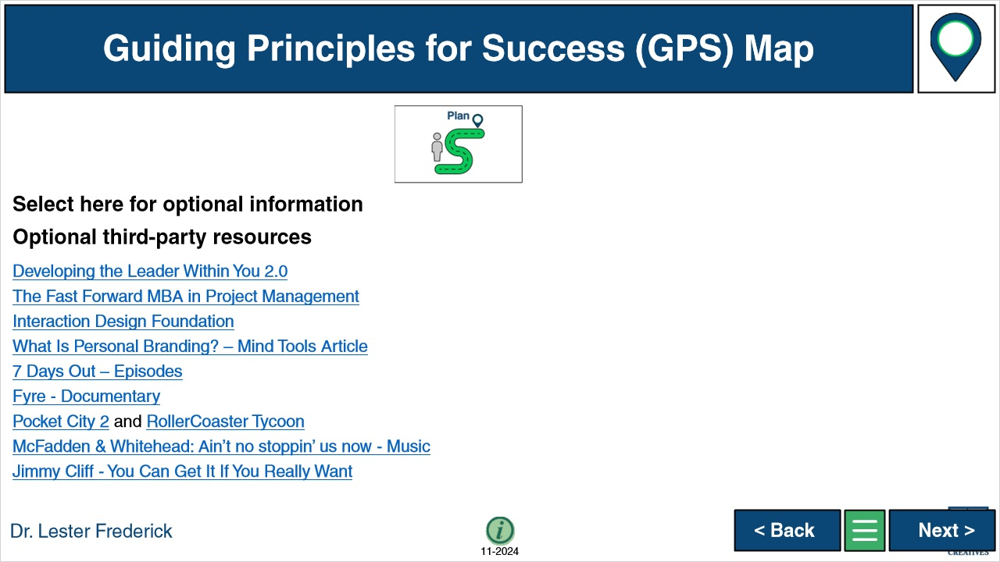 Guiding Principles for Success (GPS) Map
Plan
Select here for optional information
Optional third-party resources
Developing the Leader Within You 2.0
The Fast Forward MBA in Project Management
Interaction Design Foundation
What Is Personal Branding? – Mind Tools Article
7 Days Out – Episodes
Fyre - Documentary
Pocket City 2 and RollerCoaster Tycoon
McFadden & Whitehead: Ain’t no stoppin’ us now - Music
Jimmy Cliff - You Can Get It If You Really Want
Dr. Lester Frederick
i
11-2024
< Back
Next >
CREATIVES